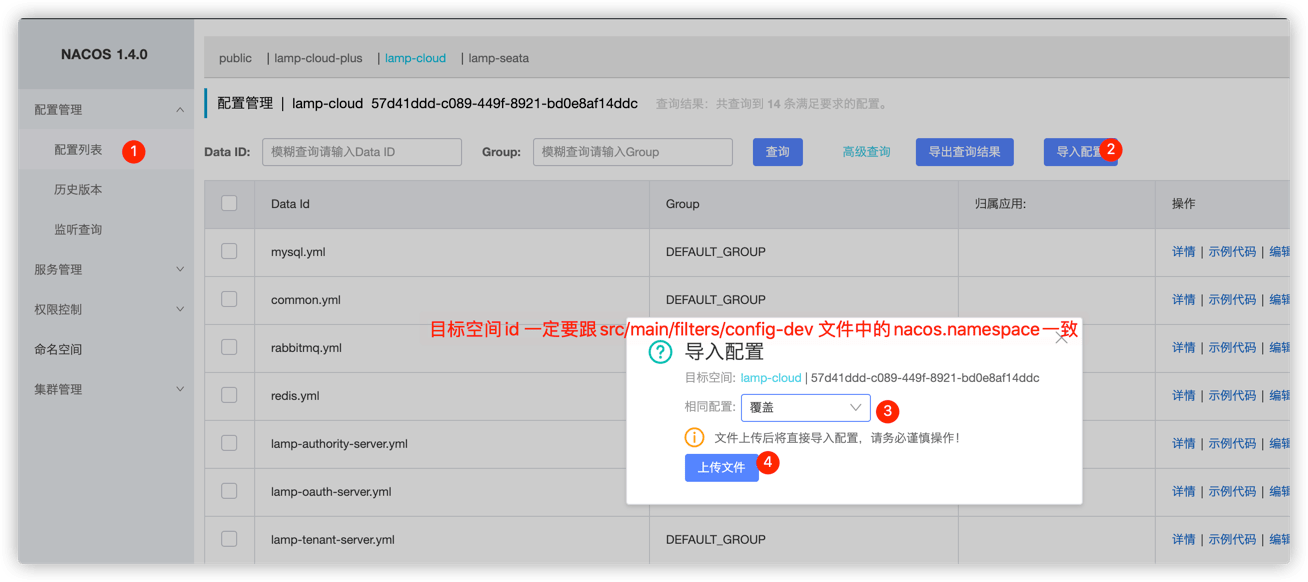 NACOS 1.4.0
public | lamp-cloud-plus | lamp-cloud | lamp-seata
配置管理
配置列表 1
历史版本
监听查询
服务管理
权限控制
命名空间
集群管理
配置管理 | lamp-cloud 57d41ddd-c089-449f-8921-bd0e8af14ddc 查询结果：共查询到 14 条满足要求的配置。
Data ID: 模糊查询请输入Data ID Group: 模糊查询请输入Group 查询 高级查询 导出查询结果 导入配置 2
Data Id Group 归属应用: 操作
mysql.yml DEFAULT_GROUP 详情 | 示例代码 | 编辑
common.yml DEFAULT_GROUP 详情 | 示例代码 | 编辑
rabbitmq.yml 详情 | 示例代码 | 编辑
redis.yml 详情 | 示例代码 | 编辑
lamp-authority-server.yml 详情 | 示例代码 | 编辑
lamp-oauth-server.yml 详情 | 示例代码 | 编辑
lamp-tenant-server.yml DEFAULT_GROUP 详情 | 示例代码 | 编辑
目标空间id 一定要跟src/main/filters/config-dev 文件中的nacos.namespace一致
导入配置
目标空间: lamp-cloud | 57d41ddd-c089-449f-8921-bd0e8af14ddc
相同配置: 覆盖 3
文件上传后将直接导入配置，请务必谨慎操作！
上传文件 4